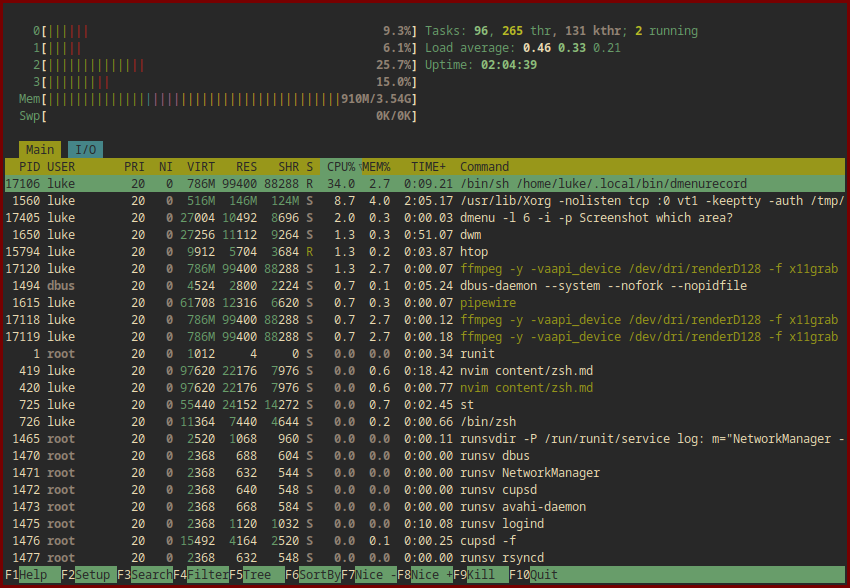 0[|||||| 9.3%] Tasks: 96, 265 thr, 131 kthr; 2 running
1[||||| 6.1%] Load average: 0.46 0.33 0.21
2[|||||||||||||| 25.7%] Uptime: 02:04:39
3[||||||||| 15.0%]
Mem[||||||||||||||||||||||||||||||||||||||||||910M/3.54G]
Swp[ 0K/0K]
Main I/O
PID USER PRI NI VIRT RES SHR S CPU%▽MEM% TIME+ Command
17106 luke 20 0 786M 99400 88288 R 34.0 2.7 0:09.21 /bin/sh /home/luke/.local/bin/dmenurecord
1560 luke 20 0 516M 146M 124M S 8.7 4.0 2:05.17 /usr/lib/Xorg -nolisten tcp :0 vt1 -keeptty -auth /tmp/
17405 luke 20 0 27004 10492 8696 S 2.0 0.3 0:00.03 dmenu -l 6 -i -p Screenshot which area?
1650 luke 20 0 27256 11112 9264 S 1.3 0.3 0:51.07 dwm
15794 luke 20 0 9912 5704 3684 R 1.3 0.2 0:03.87 htop
17120 luke 20 0 786M 99400 88288 S 1.3 2.7 0:00.07 ffmpeg -y -vaapi_device /dev/dri/renderD128 -f x11grab
1494 dbus 20 0 4524 2800 2224 S 0.7 0.1 0:05.24 dbus-daemon --system --nofork --nopidfile
1615 luke 20 0 61708 12316 6620 S 0.7 0.3 0:00.07 pipewire
17118 luke 20 0 786M 99400 88288 S 0.7 2.7 0:00.12 ffmpeg -y -vaapi_device /dev/dri/renderD128 -f x11grab
17119 luke 20 0 786M 99400 88288 S 0.7 2.7 0:00.18 ffmpeg -y -vaapi_device /dev/dri/renderD128 -f x11grab
1 root 20 0 1012 4 0 S 0.0 0.0 0:00.34 runit
419 luke 20 0 97620 22176 7976 S 0.0 0.6 0:18.42 nvim content/zsh.md
420 luke 20 0 97620 22176 7976 S 0.0 0.6 0:00.77 nvim content/zsh.md
725 luke 20 0 55440 24152 14272 S 0.0 0.7 0:02.45 st
726 luke 20 0 11364 7440 4644 S 0.0 0.2 0:00.66 /bin/zsh
1465 root 20 0 2520 1068 960 S 0.0 0.0 0:00.11 runsvdir -P /run/runit/service log: m="NetworkManager -
1470 root 20 0 2368 688 604 S 0.0 0.0 0:00.00 runsv dbus
1471 root 20 0 2368 632 544 S 0.0 0.0 0:00.00 runsv NetworkManager
1472 root 20 0 2368 640 548 S 0.0 0.0 0:00.00 runsv cupsd
1473 root 20 0 2368 668 584 S 0.0 0.0 0:00.00 runsv avahi-daemon
1475 root 20 0 2368 1120 1032 S 0.0 0.0 0:10.08 runsv logind
1476 root 20 0 15492 4164 2520 S 0.0 0.1 0:00.25 cupsd -f
1477 root 20 0 2368 632 548 S 0.0 0.0 0:00.00 runsv rsyncd
F1Help F2Setup F3SearchF4FilterF5Tree F6SortByF7Nice -F8Nice +F9Kill F10Quit